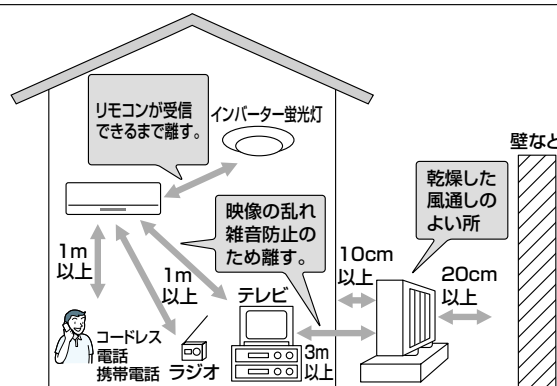 リモコンが受信
できるまで離す。
インバーター蛍光灯
壁など
乾燥した
風通しの
よい所
映像の乱れ
雑音防止の
ため離す。
1m
以上
1m
以上
テレビ
10cm
以上
20cm
以上
コードレス
電話
携帯電話
ラジオ
3m
以上